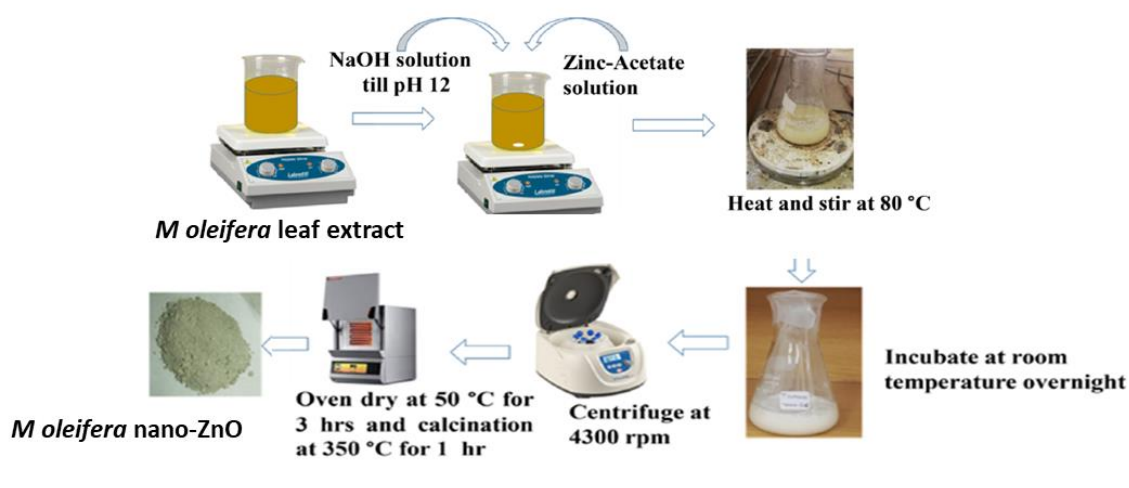 NaOH solution
till pH 12
Zinc-Acetate
solution
M oleifera leaf extract
Heat and stir at 80 °C
Incubate at room
temperature overnight
Centrifuge at
4300 rpm
Oven dry at 50 °C for
3 hrs and calcination
at 350 °C for 1 hr
M oleifera nano-ZnO